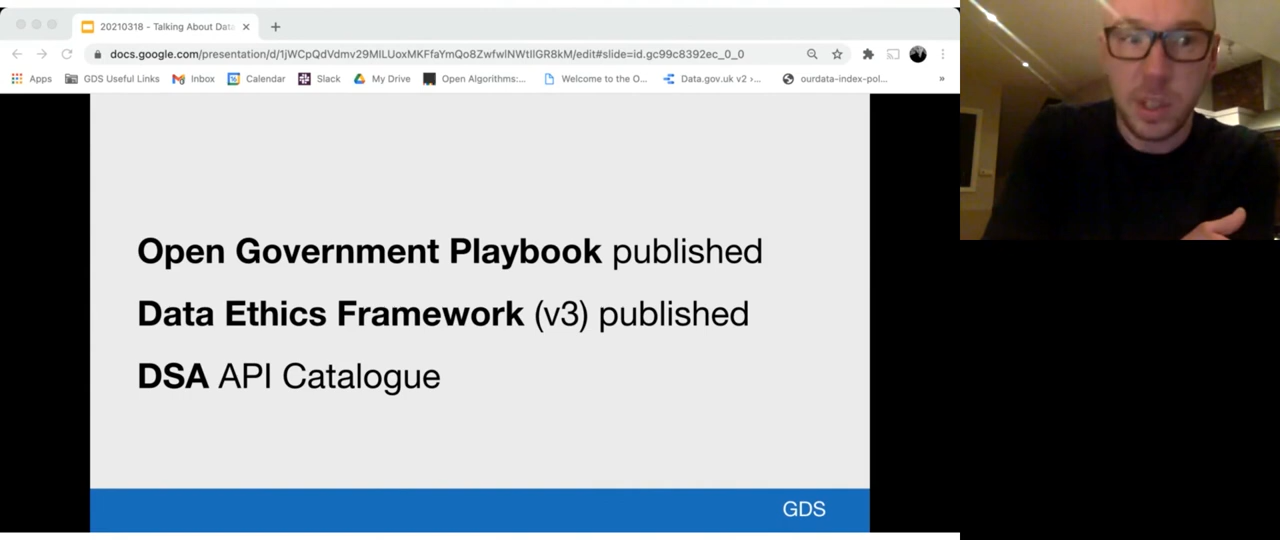 20210318 - Talking About Data
docs.google.com/presentation/d/1jWCpQdVdmv29MILUoxMKFfaYmQo8ZwfwlNWtIlGR8kM/edit#slide=id.gc99c8392ec_0_0
Apps GDS Useful Links Inbox Calendar Slack My Drive Open Algorithms:... Welcome to the O... Data.gov.uk v2 ›... ourdata-index-pol... »
Open Government Playbook published
Data Ethics Framework (v3) published
DSA API Catalogue
GDS